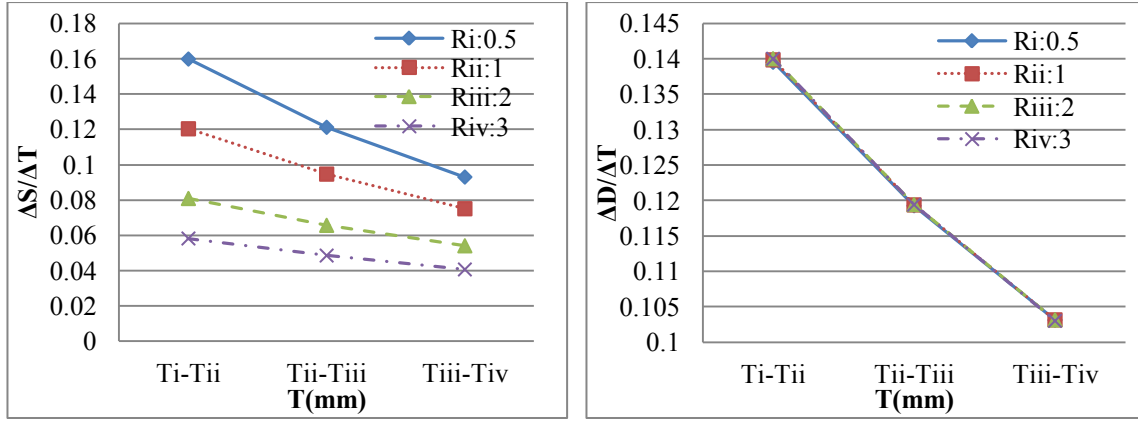 0.18
0.16
0.14
0.12
0.1
0.08
0.06
0.04
0.02
0
ΔS/ΔT
Ri:0.5
Rii:1
Riii:2
Riv:3
Ti-Tii
Tii-Tiii
Tiii-Tiv
T(mm)
0.145
0.14
0.135
0.13
0.125
0.12
0.115
0.11
0.105
0.1
ΔD/ΔT
Ri:0.5
Rii:1
Riii:2
Riv:3
Ti-Tii
Tii-Tiii
Tiii-Tiv
T(mm)